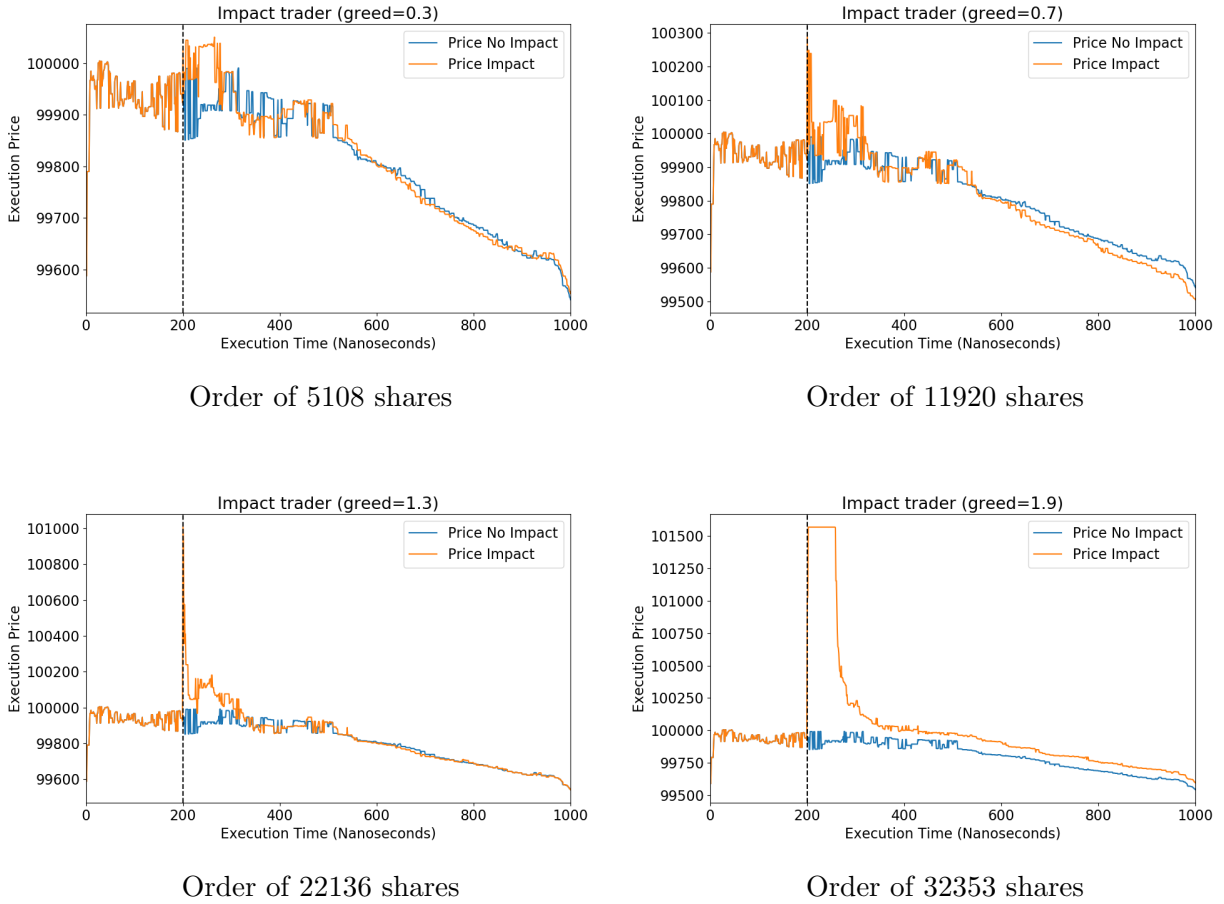 Impact trader (greed=0.3)
Price No Impact
Price Impact
Execution Price
100000
99900
99800
99700
99600
0 200 400 600 800 1000
Execution Time (Nanoseconds)
Order of 5108 shares
Impact trader (greed=0.7)
Price No Impact
Price Impact
Execution Price
100300
100200
100100
100000
99900
99800
99700
99600
99500
0 200 400 600 800 1000
Execution Time (Nanoseconds)
Order of 11920 shares
Impact trader (greed=1.3)
Price No Impact
Price Impact
Execution Price
101000
100800
100600
100400
100200
100000
99800
99600
0 200 400 600 800 1000
Execution Time (Nanoseconds)
Order of 22136 shares
Impact trader (greed=1.9)
Price No Impact
Price Impact
Execution Price
101500
101250
101000
100750
100500
100250
100000
99750
99500
0 200 400 600 800 1000
Execution Time (Nanoseconds)
Order of 32353 shares